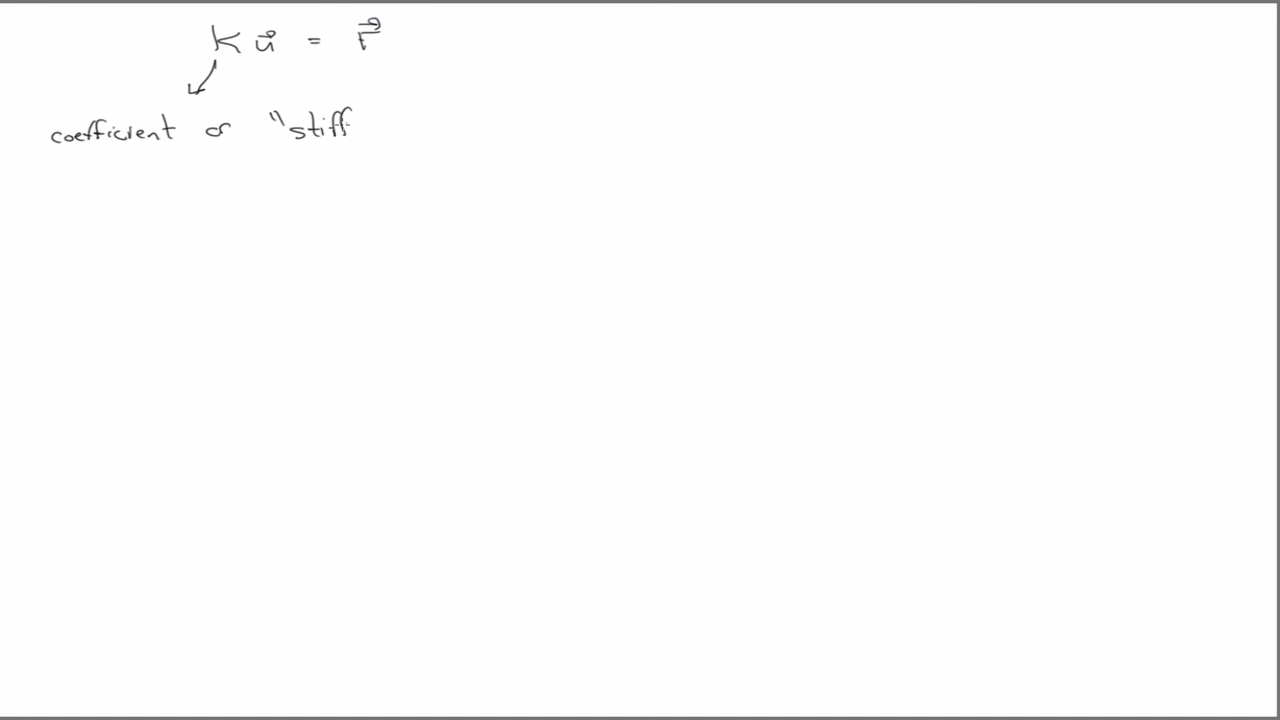 K u⃗ = r⃗
coefficient or "stiff